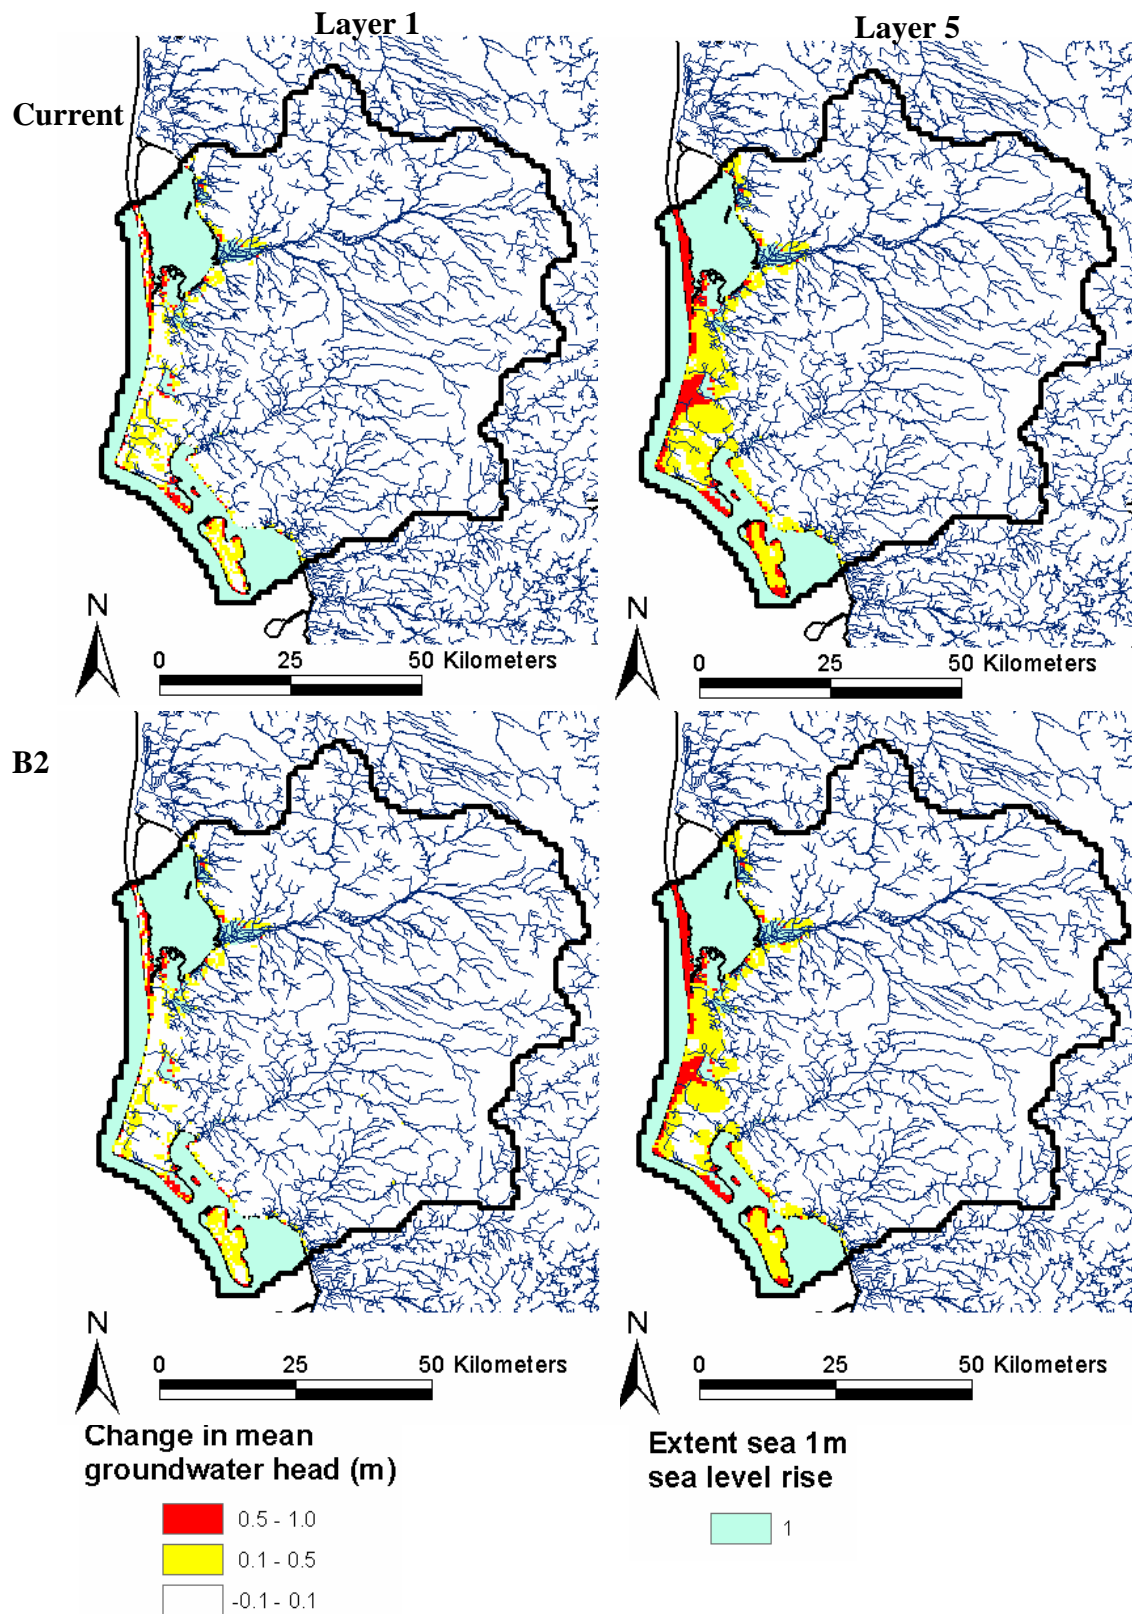 Layer 1
Layer 5
Current
N
0 25 50 Kilometers
N
0 25 50 Kilometers
B2
N
0 25 50 Kilometers
N
0 25 50 Kilometers
Change in mean
groundwater head (m)
0.5 - 1.0
0.1 - 0.5
-0.1 - 0.1
Extent sea 1m
sea level rise
1